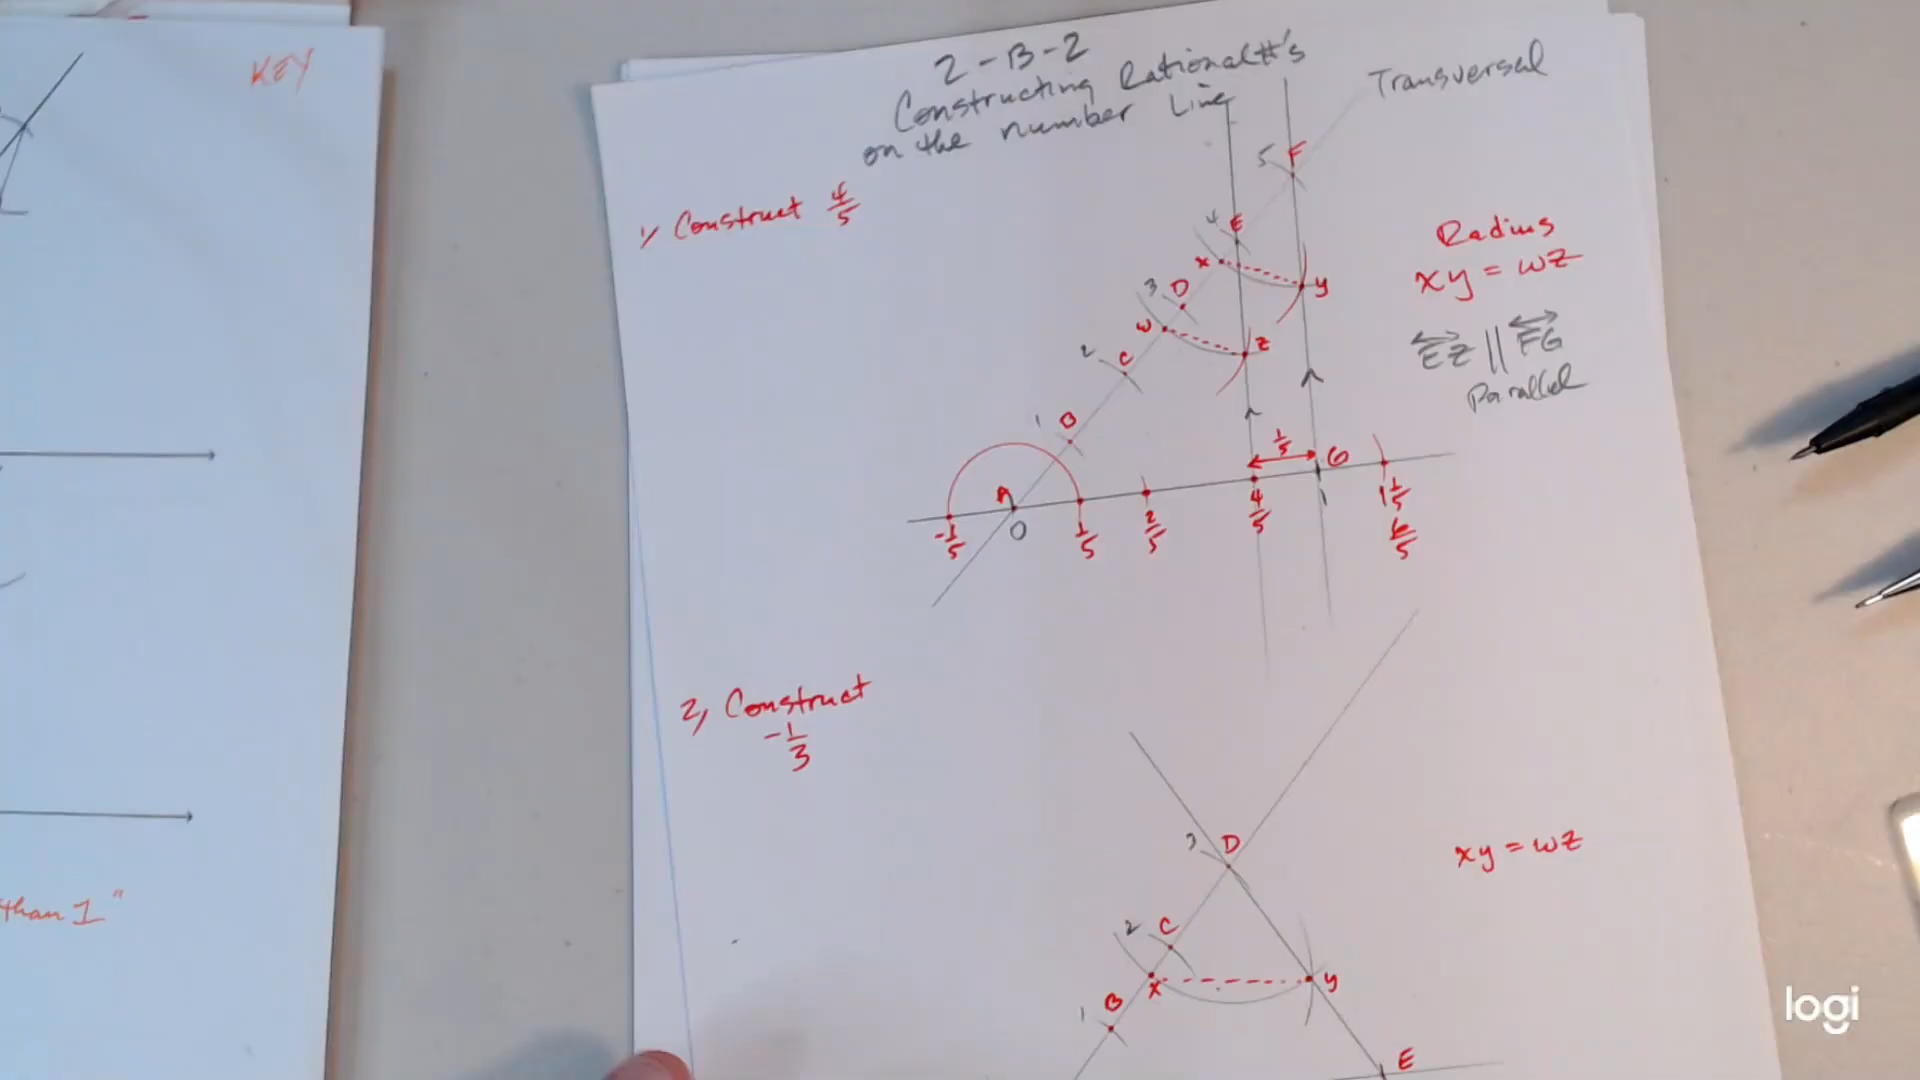 KEY
than 1"
2-B-2
Constructing Rational #'s
on the number Line
Transversal
1) Construct 4/5
5 F
4 E
x
y
3 D
w
z
2 C
1 B
A
0
-1/5
1/5
2/5
4/5
1/5
G
1
1 1/5
6/5
Radius
xy = wz
EZ || FG
Parallel
2) Construct
-1/3
3 D
2 C
x
y
1 B
E
xy = wz
logi